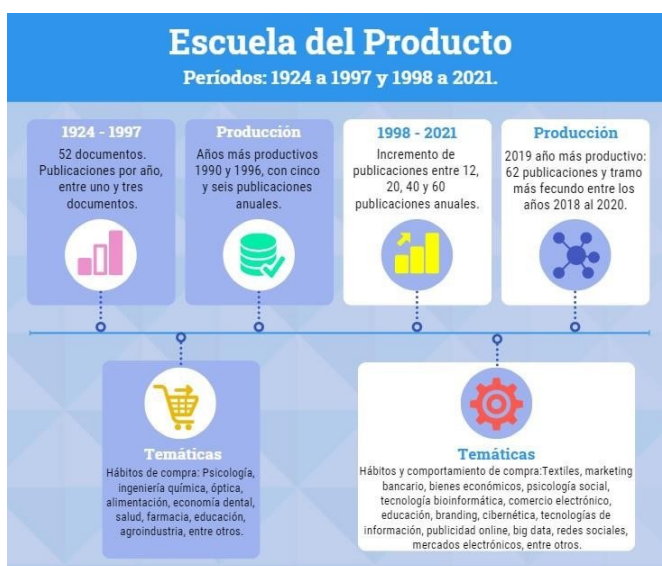 Escuela del Producto
Períodos: 1924 a 1997 y 1998 a 2021.
1924 - 1997
52 documentos.
Publicaciones por año,
entre uno y tres
documentos.
Producción
Años más productivos
1990 y 1996, con cinco
y seis publicaciones
anuales.
1998 - 2021
Incremento de
publicaciones entre 12,
20, 40 y 60
publicaciones anuales.
Producción
2019 año más productivo:
62 publicaciones y tramo
más fecundo entre los
años 2018 al 2020.
Temáticas
Hábitos de compra: Psicología,
ingeniería química, óptica,
alimentación, economía dental,
salud, farmacia, educación,
agroindustria, entre otros.
Temáticas
Hábitos y comportamiento de compra:Textiles, marketing
bancario, bienes económicos, psicología social,
tecnología bioinformática, comercio electrónico,
educación, branding, cibernética, tecnologías de
información, publicidad online, big data, redes sociales,
mercados electrónicos, entre otros.